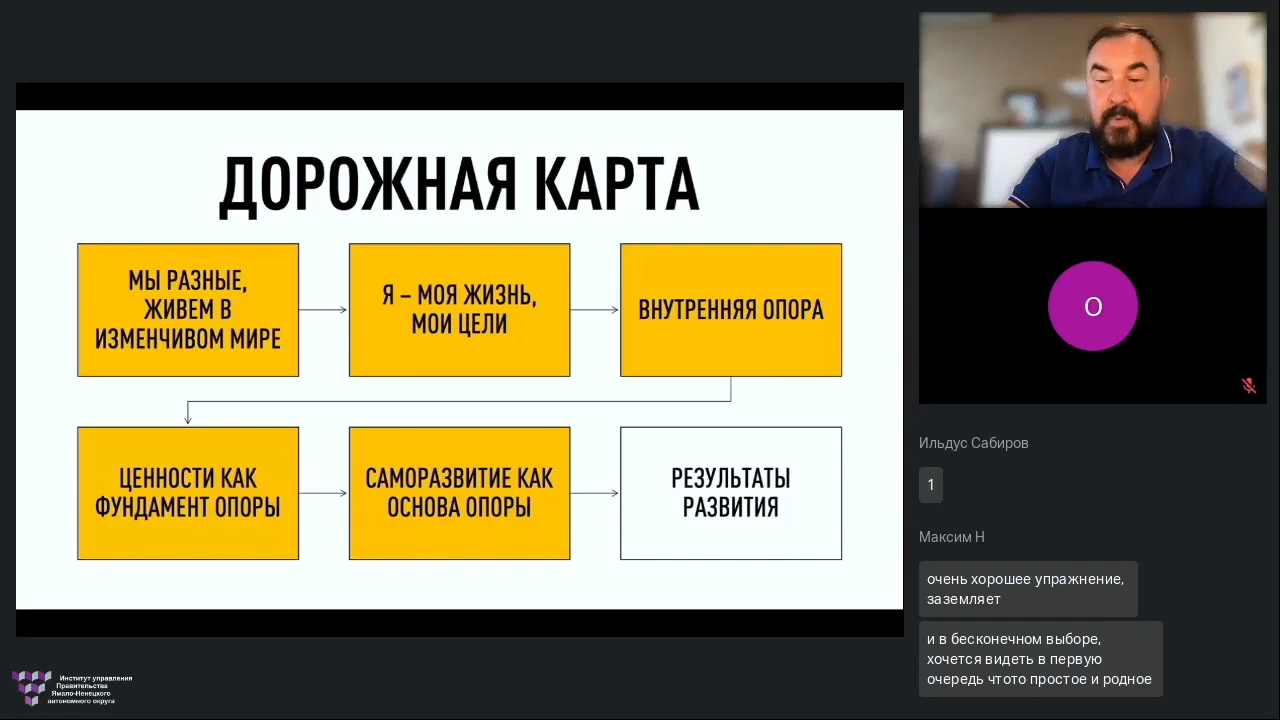 ДОРОЖНАЯ КАРТА
МЫ РАЗНЫЕ,
ЖИВЕМ В
ИЗМЕНЧИВОМ МИРЕ
Я – МОЯ ЖИЗНЬ,
МОИ ЦЕЛИ
ВНУТРЕННЯЯ ОПОРА
ЦЕННОСТИ КАК
ФУНДАМЕНТ ОПОРЫ
САМОРАЗВИТИЕ КАК
ОСНОВА ОПОРЫ
РЕЗУЛЬТАТЫ
РАЗВИТИЯ
О
Ильдус Сабиров
1
Максим Н
очень хорошее упражнение,
заземляет
и в бесконечном выборе,
хочется видеть в первую
очередь чтото простое и родное
Институт управления
Правительства
Ямало-Ненецкого
автономного округа